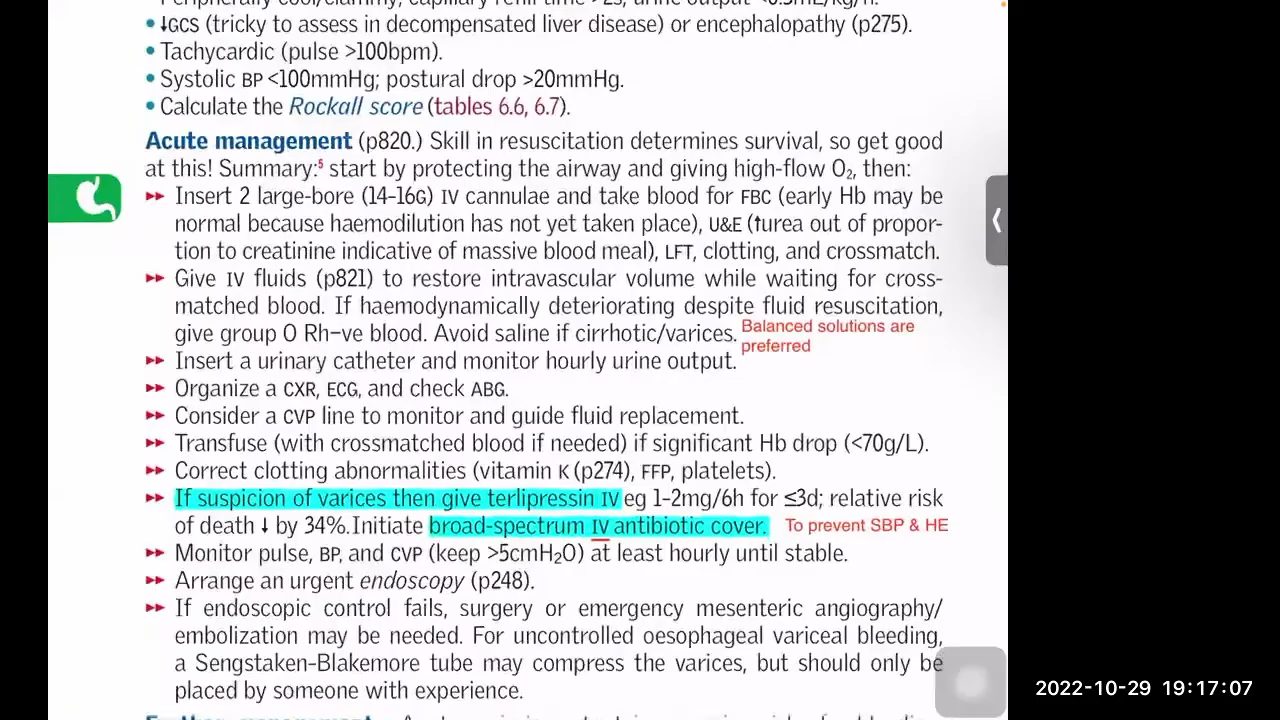 Peripherally cool/clammy; capillary refill time >2s; urine output <0.5mL/kg/h.
• ↓GCS (tricky to assess in decompensated liver disease) or encephalopathy (p275).
• Tachycardic (pulse >100bpm).
• Systolic BP <100mmHg; postural drop >20mmHg.
• Calculate the Rockall score (tables 6.6, 6.7).
Acute management (p820.) Skill in resuscitation determines survival, so get good
at this! Summary:⁵ start by protecting the airway and giving high-flow O₂, then:
▸▸ Insert 2 large-bore (14–16G) IV cannulae and take blood for FBC (early Hb may be
normal because haemodilution has not yet taken place), U&E (↑urea out of propor-
tion to creatinine indicative of massive blood meal), LFT, clotting, and crossmatch.
▸▸ Give IV fluids (p821) to restore intravascular volume while waiting for cross-
matched blood. If haemodynamically deteriorating despite fluid resuscitation,
give group O Rh−ve blood. Avoid saline if cirrhotic/varices.
Balanced solutions are
preferred
▸▸ Insert a urinary catheter and monitor hourly urine output.
▸▸ Organize a CXR, ECG, and check ABG.
▸▸ Consider a CVP line to monitor and guide fluid replacement.
▸▸ Transfuse (with crossmatched blood if needed) if significant Hb drop (<70g/L).
▸▸ Correct clotting abnormalities (vitamin K (p274), FFP, platelets).
▸▸ If suspicion of varices then give terlipressin IV eg 1–2mg/6h for ≤3d; relative risk
of death ↓ by 34%.Initiate broad-spectrum IV antibiotic cover. To prevent SBP & HE
▸▸ Monitor pulse, BP, and CVP (keep >5cmH₂O) at least hourly until stable.
▸▸ Arrange an urgent endoscopy (p248).
▸▸ If endoscopic control fails, surgery or emergency mesenteric angiography/
embolization may be needed. For uncontrolled oesophageal variceal bleeding,
a Sengstaken–Blakemore tube may compress the varices, but should only be
placed by someone with experience.
2022-10-29 19:17:07